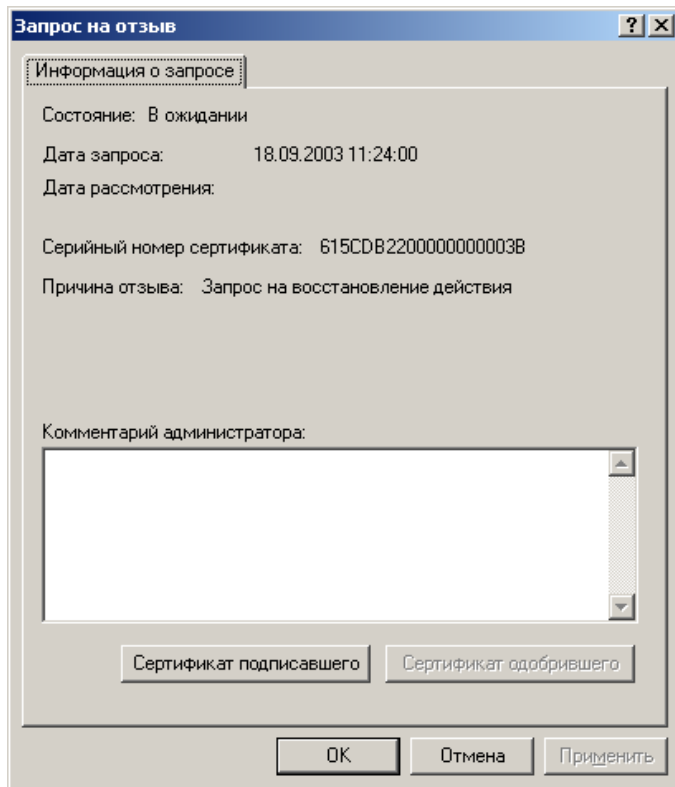 Запрос на отзыв
Информация о запросе
Состояние: В ожидании
Дата запроса: 18.09.2003 11:24:00
Дата рассмотрения:
Серийный номер сертификата: 615CDB2200000000003B
Причина отзыва: Запрос на восстановление действия
Комментарий администратора:
Сертификат подписавшего Сертификат одобрившего
OK Отмена Применить